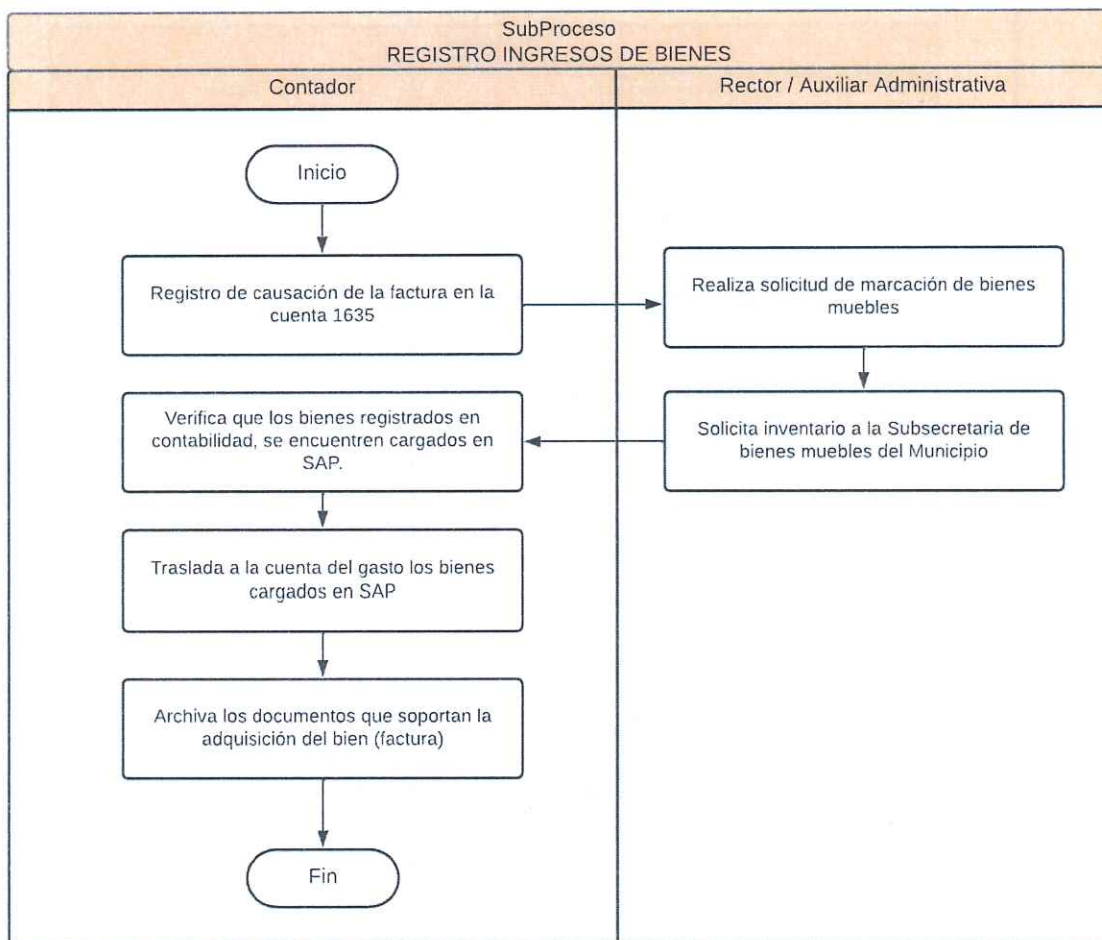 SubProceso
REGISTRO INGRESOS DE BIENES
Contador
Rector / Auxiliar Administrativa
Inicio
Registro de causación de la factura en la
cuenta 1635
Realiza solicitud de marcación de bienes
muebles
Solicita inventario a la Subsecretaria de
bienes muebles del Municipio
Verifica que los bienes registrados en
contabilidad, se encuentren cargados en
SAP.
Traslada a la cuenta del gasto los bienes
cargados en SAP
Archiva los documentos que soportan la
adquisición del bien (factura)
Fin